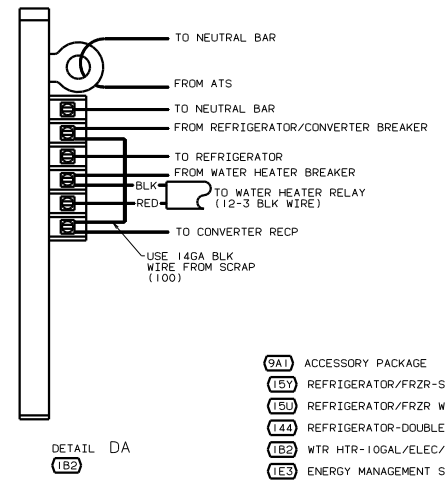 TO NEUTRAL BAR
FROM ATS
TO NEUTRAL BAR
FROM REFRIGERATOR/CONVERTER BREAKER
TO REFRIGERATOR
FROM WATER HEATER BREAKER
BLK
TO WATER HEATER RELAY
(12-3 BLK WIRE)
RED
TO CONVERTER RECP
USE 14GA BLK
WIRE FROM SCRAP
(100)
9A1 ACCESSORY PACKAGE
15Y REFRIGERATOR/FRZR-S
15U REFRIGERATOR/FRZR W
144 REFRIGERATOR-DOUBLE
1B2 WTR HTR-10GAL/ELEC/
1E3 ENERGY MANAGEMENT S
DETAIL DA
1B2